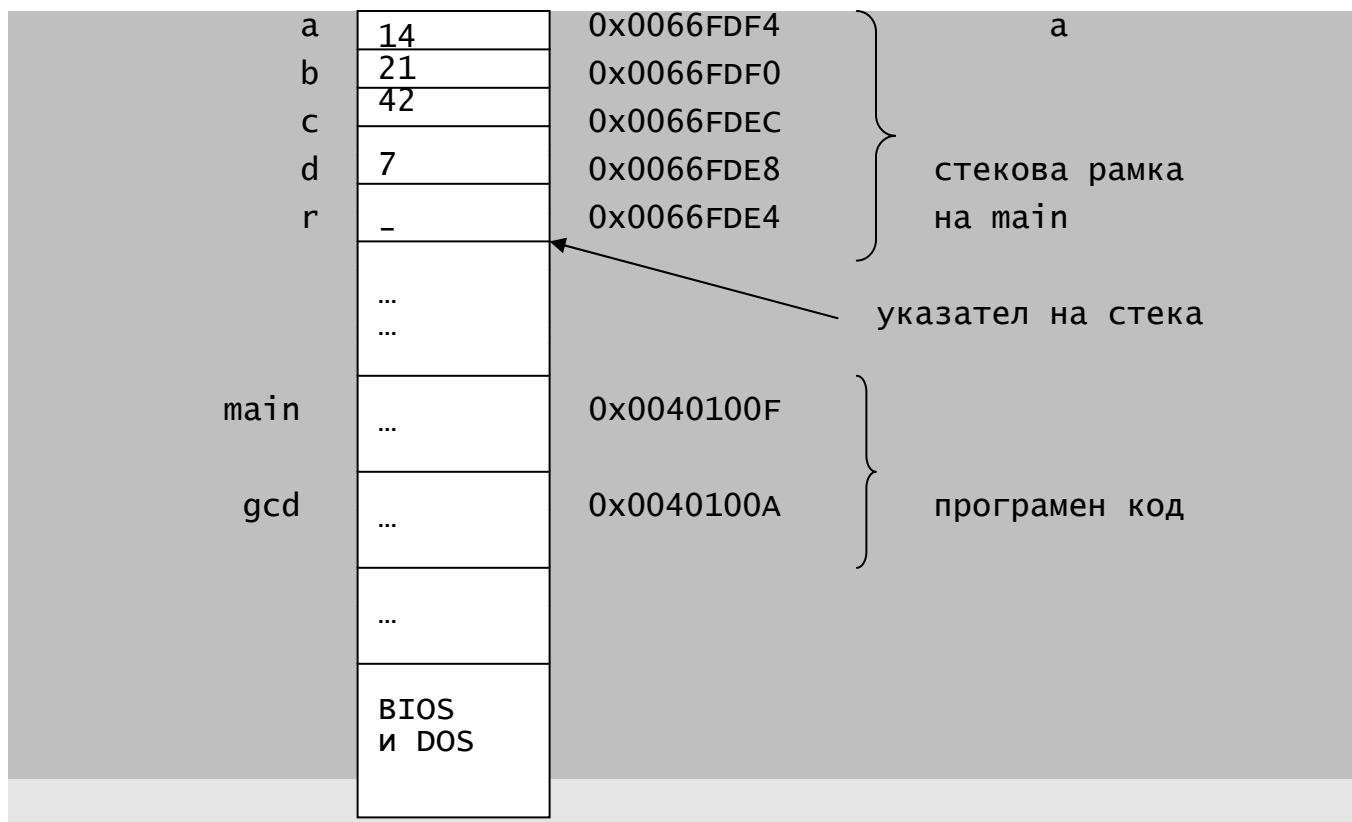 a 14 0x0066FDF4 a
b 21 0x0066FDF0
c 42 0x0066FDEC
d 7 0x0066FDE8 стекова рамка
r – 0x0066FDE4 на main
…
указател на стека
…
main … 0x0040100F
gcd … 0x0040100A програмен код
…
BIOS
и DOS